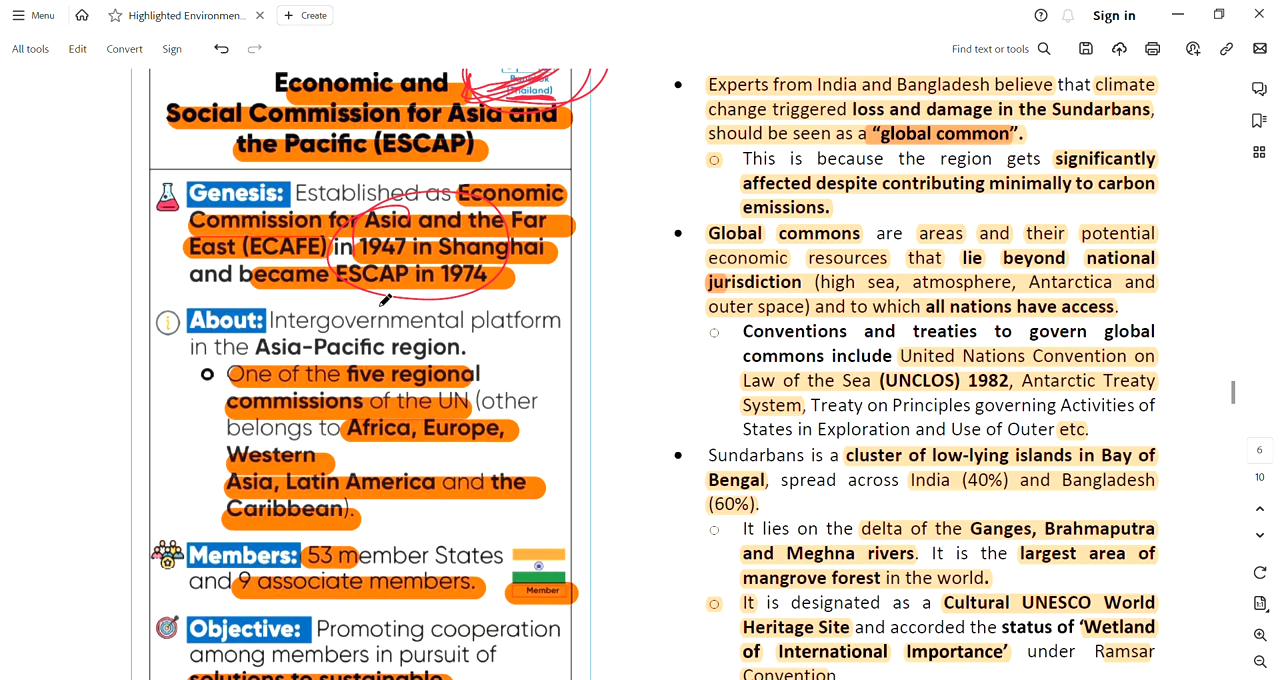 Menu
Highlighted Environmen...
Create
Sign in
All tools
Edit
Convert
Sign
Find text or tools
(Thailand)
Economic and
Social Commission for Asia and
the Pacific (ESCAP)
Genesis: Established as Economic
Commission for Asia and the Far
East (ECAFE) in 1947 in Shanghai
and became ESCAP in 1974
About: Intergovernmental platform
in the Asia-Pacific region.
One of the five regional
commissions of the UN (other
belongs to Africa, Europe,
Western
Asia, Latin America and the
Caribbean).
Members: 53 member States
and 9 associate members.
Member
Objective: Promoting cooperation
among members in pursuit of
solutions to sustainable
Experts from India and Bangladesh believe that climate
change triggered loss and damage in the Sundarbans,
should be seen as a “global common”.
This is because the region gets significantly
affected despite contributing minimally to carbon
emissions.
Global commons are areas and their potential
economic resources that lie beyond national
jurisdiction (high sea, atmosphere, Antarctica and
outer space) and to which all nations have access.
Conventions and treaties to govern global
commons include United Nations Convention on
Law of the Sea (UNCLOS) 1982, Antarctic Treaty
System, Treaty on Principles governing Activities of
States in Exploration and Use of Outer etc.
Sundarbans is a cluster of low-lying islands in Bay of
Bengal, spread across India (40%) and Bangladesh
(60%).
It lies on the delta of the Ganges, Brahmaputra
and Meghna rivers. It is the largest area of
mangrove forest in the world.
It is designated as a Cultural UNESCO World
Heritage Site and accorded the status of ‘Wetland
of International Importance’ under Ramsar
Convention
6
10